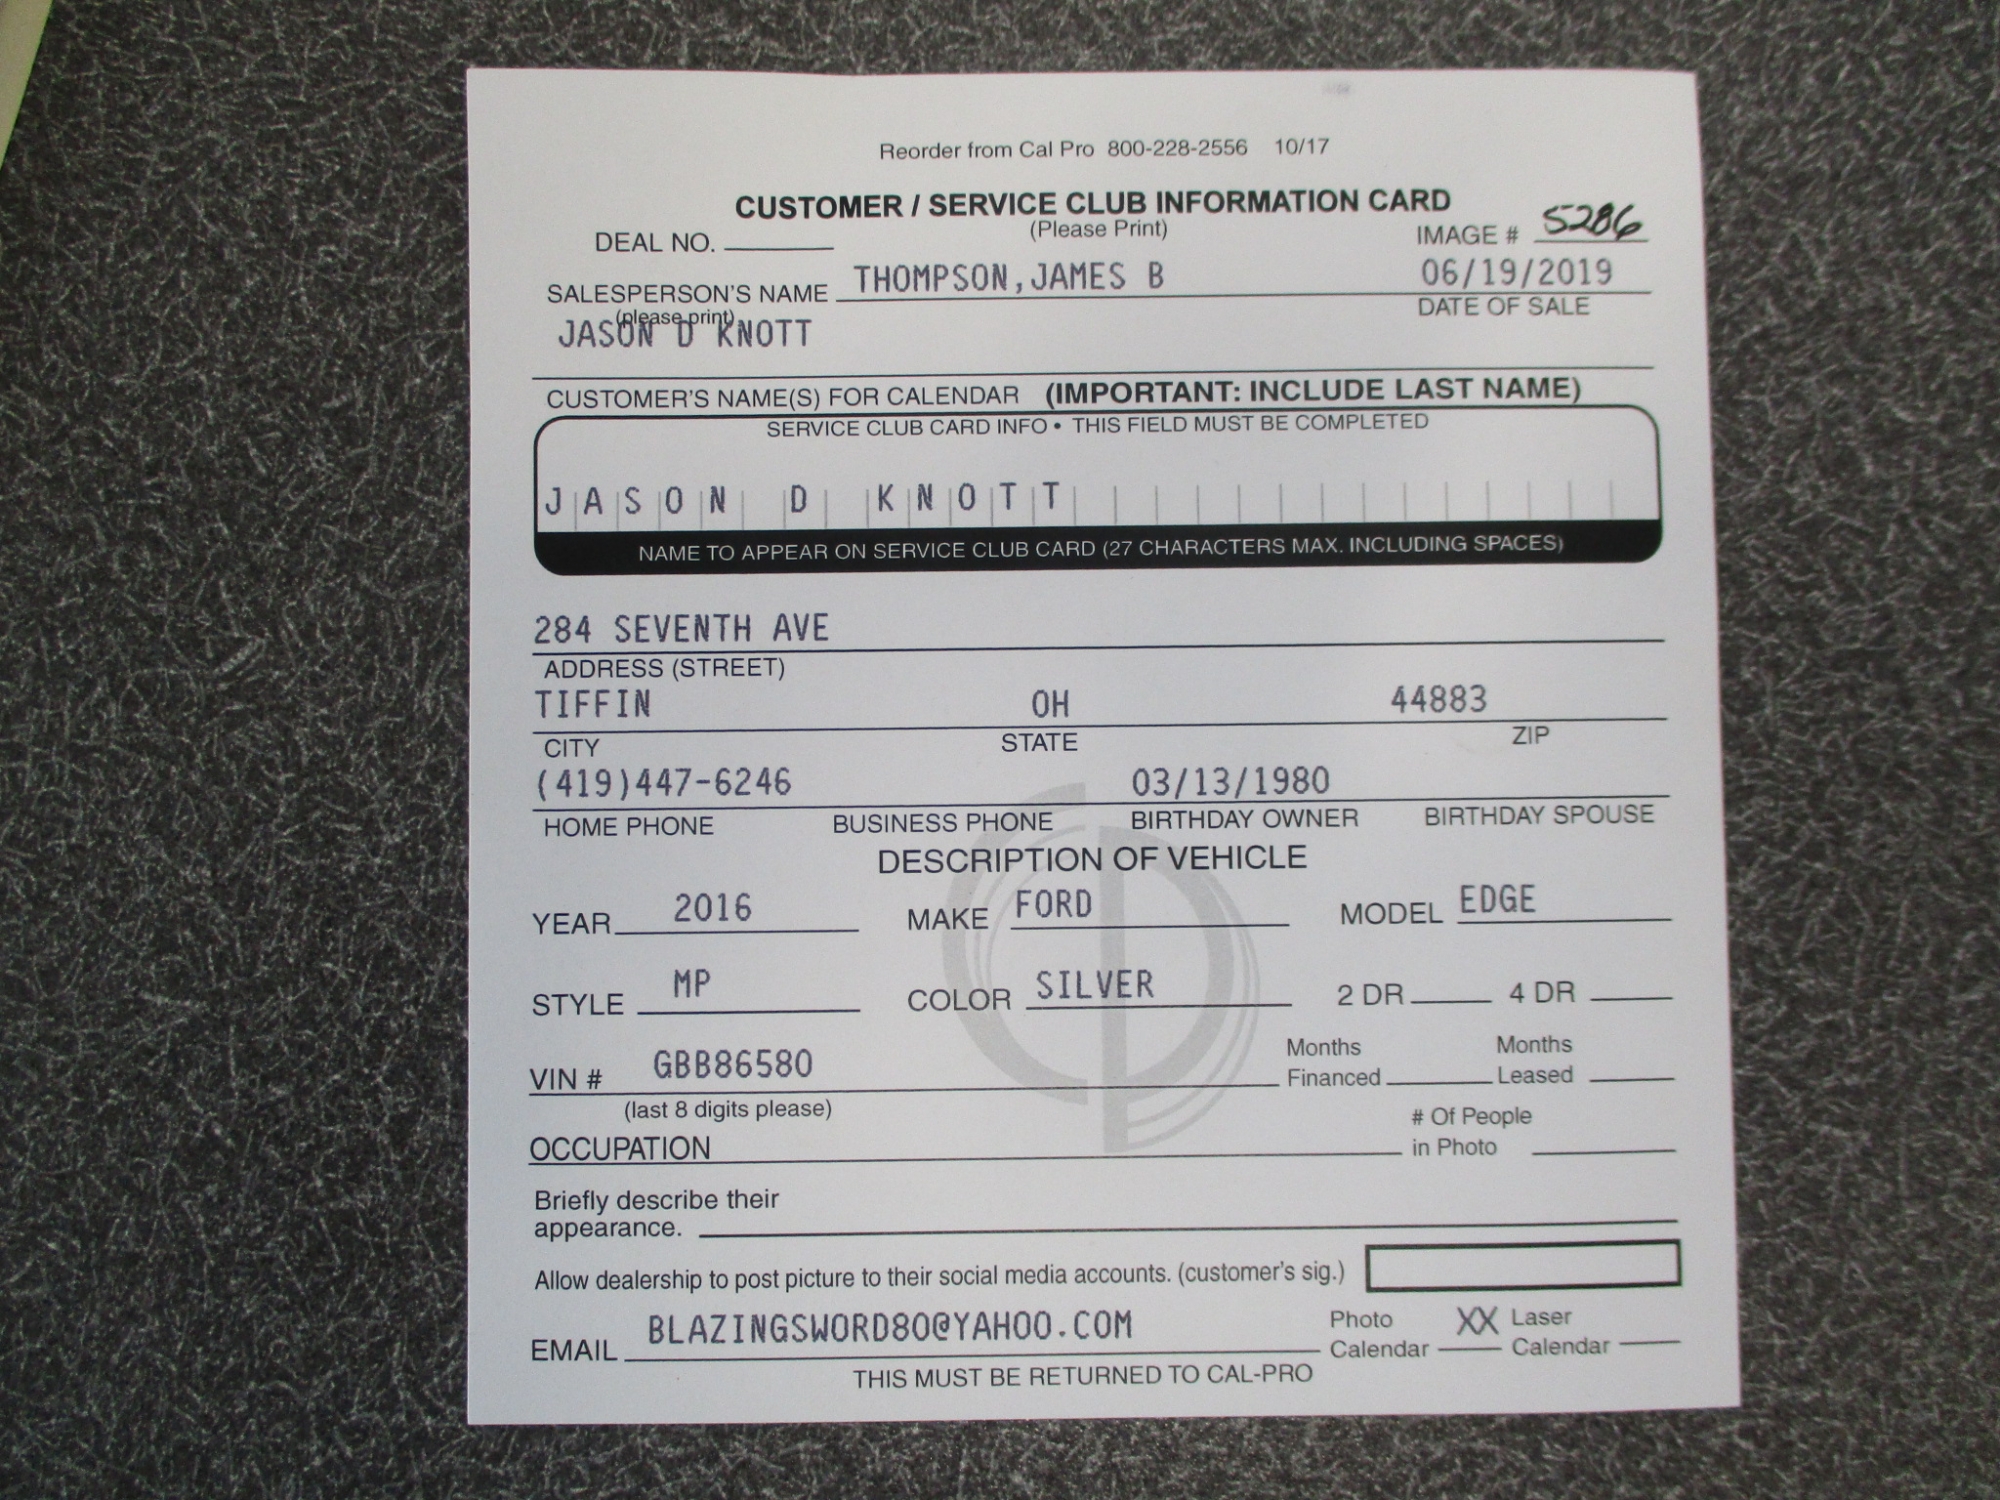 Reorder from Cal Pro 800-228-2556 10/17
CUSTOMER / SERVICE CLUB INFORMATION CARD
(Please Print)
DEAL NO. IMAGE # 5286
SALESPERSON'S NAME THOMPSON,JAMES B 06/19/2019
(please print) DATE OF SALE
JASON D KNOTT
CUSTOMER'S NAME(S) FOR CALENDAR (IMPORTANT: INCLUDE LAST NAME)
SERVICE CLUB CARD INFO • THIS FIELD MUST BE COMPLETED
JASON D KNOTT
NAME TO APPEAR ON SERVICE CLUB CARD (27 CHARACTERS MAX. INCLUDING SPACES)
284 SEVENTH AVE
ADDRESS (STREET)
TIFFIN OH 44883
CITY STATE ZIP
(419)447-6246 03/13/1980
HOME PHONE BUSINESS PHONE BIRTHDAY OWNER BIRTHDAY SPOUSE
DESCRIPTION OF VEHICLE
YEAR 2016 MAKE FORD MODEL EDGE
STYLE MP COLOR SILVER 2 DR 4 DR
VIN # GBB86580 Months Financed Months Leased
(last 8 digits please)
OCCUPATION # Of People in Photo
Briefly describe their
appearance.
Allow dealership to post picture to their social media accounts. (customer's sig.)
EMAIL BLAZINGSWORD80@YAHOO.COM Photo Calendar XX Laser Calendar
THIS MUST BE RETURNED TO CAL-PRO